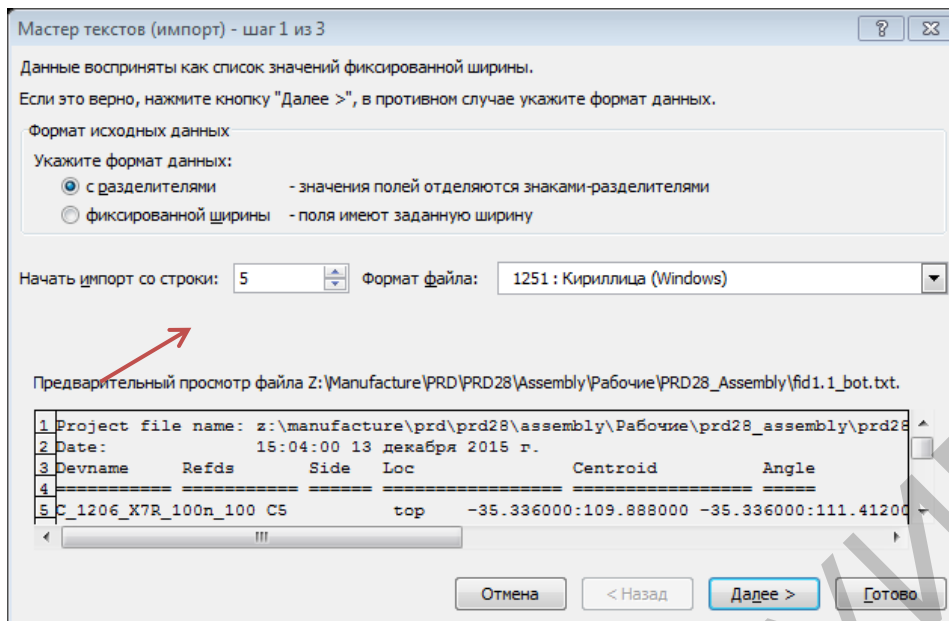 Мастер текстов (импорт) - шаг 1 из 3
Данные восприняты как список значений фиксированной ширины.
Если это верно, нажмите кнопку "Далее >", в противном случае укажите формат данных.
Формат исходных данных
Укажите формат данных:
с разделителями - значения полей отделяются знаками-разделителями
фиксированной ширины - поля имеют заданную ширину
Начать импорт со строки: 5 Формат файла: 1251 : Кириллица (Windows)
Предварительный просмотр файла Z:\Manufacture\PRD\PRD28\Assembly\Рабочие\PRD28_Assembly\fid1.1_bot.txt.
1 Project file name: z:\manufacture\prd\prd28\assembly\Рабочие\prd28_assembly\prd28
2 Date: 15:04:00 13 декабря 2015 г.
3 Devname Refds Side Loc Centroid Angle
4 =========== =========== ====== ================= ================= =====
5 C_1206_X7R_100n_100 C5 top -35.336000:109.888000 -35.336000:111.41200
Отмена < Назад Далее > Готово